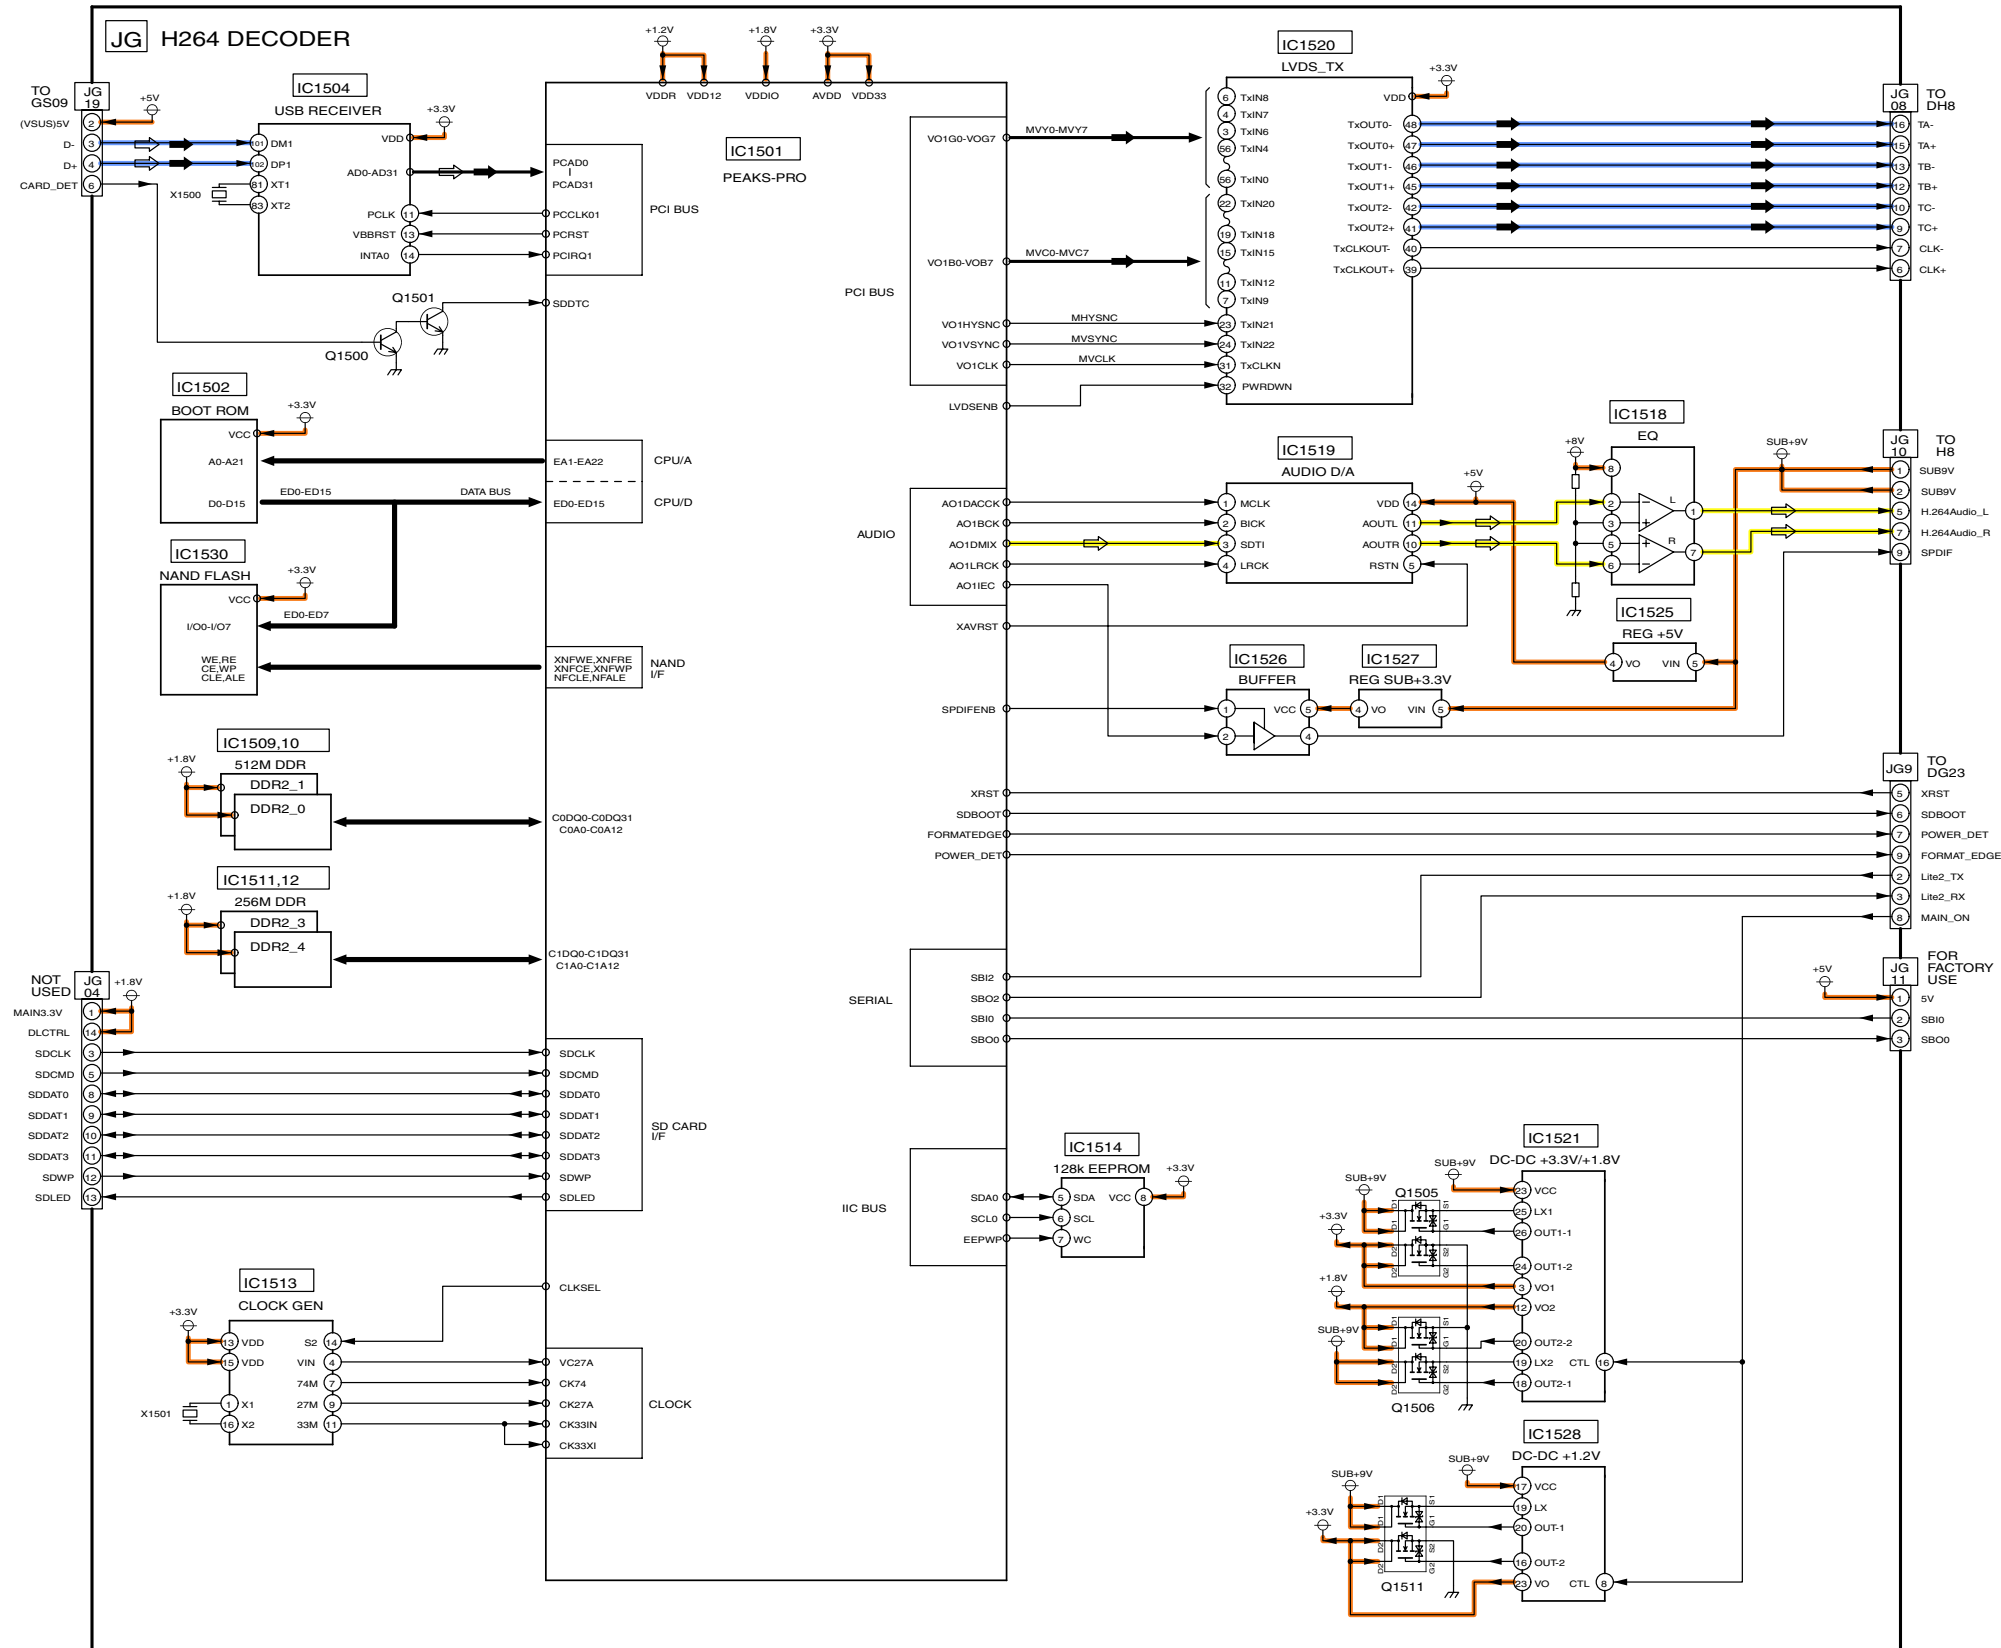 JG H264 DECODER
TO
GS09
JG
19
(VSUS)5V 2
+5V
D- 3
D+ 4
CARD_DET 6
IC1504
USB RECEIVER
+3.3V
VDD
101 DM1
102 DP1
AD0-AD31
X1500
81 XT1
83 XT2
PCLK 11
VBBRST 13
INTA0 14
Q1501
Q1500
+1.2V
+1.8V
+3.3V
VDDR VDD12 VDDIO AVDD VDD33
IC1501
PEAKS-PRO
PCAD0
|
PCAD31
PCI BUS
PCCLK01
PCRST
PCIRQ1
SDDTC
PCI BUS
VO1G0-VOG7
MVY0-MVY7
VO1B0-VOB7
MVC0-MVC7
VO1HYSNC
MHYSNC
VO1VSYNC
MVSYNC
VO1CLK
MVCLK
LVDSENB
IC1520
LVDS_TX
+3.3V
6 TxIN8
4 TxIN7
3 TxIN6
56 TxIN4
56 TxIN0
22 TxIN20
19 TxIN18
15 TxIN15
11 TxIN12
7 TxIN9
23 TxIN21
24 TxIN22
31 TxCLKN
32 PWRDWN
VDD
TxOUT0- 48
TxOUT0+ 47
TxOUT1- 46
TxOUT1+ 45
TxOUT2- 42
TxOUT2+ 41
TxCLKOUT- 40
TxCLKOUT+ 39
JG
08
TO
DH8
16 TA-
15 TA+
13 TB-
12 TB+
10 TC-
9 TC+
7 CLK-
6 CLK+
IC1502
BOOT ROM
+3.3V
VCC
A0-A21
D0-D15
ED0-ED15
DATA BUS
EA1-EA22
CPU/A
ED0-ED15
CPU/D
IC1530
NAND FLASH
+3.3V
VCC
ED0-ED7
I/O0-I/O7
WE,RE
CE,WP
CLE,ALE
XNFWE,XNFRE
XNFCE,XNFWP
NFCLE,NFALE
NAND
I/F
AUDIO
AO1DACCK
AO1BCK
AO1DMIX
AO1LRCK
AO1IEC
XAVRST
IC1519
AUDIO D/A
+5V
1 MCLK
2 BICK
3 SDTI
4 LRCK
VDD 14
AOUTL 11
AOUTR 10
RSTN 5
IC1518
EQ
+8V
8
2
3
5
6
L
R
1
7
SUB+9V
JG
10
TO
H8
1 SUB9V
2 SUB9V
5 H.264Audio_L
7 H.264Audio_R
9 SPDIF
IC1525
REG +5V
4 VO VIN 5
IC1526
BUFFER
1
2
VCC 5
4
IC1527
REG SUB+3.3V
4 VO VIN 5
SPDIFENB
IC1509,10
512M DDR
+1.8V
DDR2_1
DDR2_0
C0DQ0-C0DQ31
C0A0-C0A12
IC1511,12
256M DDR
+1.8V
DDR2_3
DDR2_4
C1DQ0-C1DQ31
C1A0-C1A12
XRST
SDBOOT
FORMATEDGE
POWER_DET
JG9
TO
DG23
5 XRST
6 SDBOOT
7 POWER_DET
9 FORMAT_EDGE
2 Lite2_TX
3 Lite2_RX
8 MAIN_ON
SERIAL
SBI2
SBO2
SBI0
SBO0
JG
11
FOR
FACTORY
USE
+5V
1 5V
2 SBI0
3 SBO0
NOT
USED
JG
04
+1.8V
MAIN3.3V 1
DLCTRL 14
SDCLK 3
SDCMD 5
SDDAT0 8
SDDAT1 9
SDDAT2 10
SDDAT3 11
SDWP 12
SDLED 13
SDCLK
SDCMD
SDDAT0
SDDAT1
SDDAT2
SDDAT3
SDWP
SDLED
SD CARD
I/F
IIC BUS
SDA0
SCL0
EEPWP
IC1514
128k EEPROM
+3.3V
5 SDA VCC 8
6 SCL
7 WC
IC1513
CLOCK GEN
+3.3V
13 VDD
15 VDD
X1501
1 X1
16 X2
S2 14
VIN 4
74M 7
27M 9
33M 11
CLKSEL
VC27A
CK74
CK27A
CK33IN
CK33XI
CLOCK
IC1521
DC-DC +3.3V/+1.8V
SUB+9V
SUB+9V
Q1505
+3.3V
+1.8V
SUB+9V
Q1506
D1 D1 D2 D2
S1 G1 S2 G2
D1 D1 D2 D2
S1 G1 S2 G2
23 VCC
25 LX1
26 OUT1-1
24 OUT1-2
3 VO1
12 VO2
20 OUT2-2
19 LX2
18 OUT2-1
CTL 16
IC1528
DC-DC +1.2V
SUB+9V
SUB+9V
+3.3V
Q1511
D1 D1 D2 D2
S1 G1 S2 G2
17 VCC
19 LX
20 OUT-1
16 OUT-2
23 VO
CTL 8